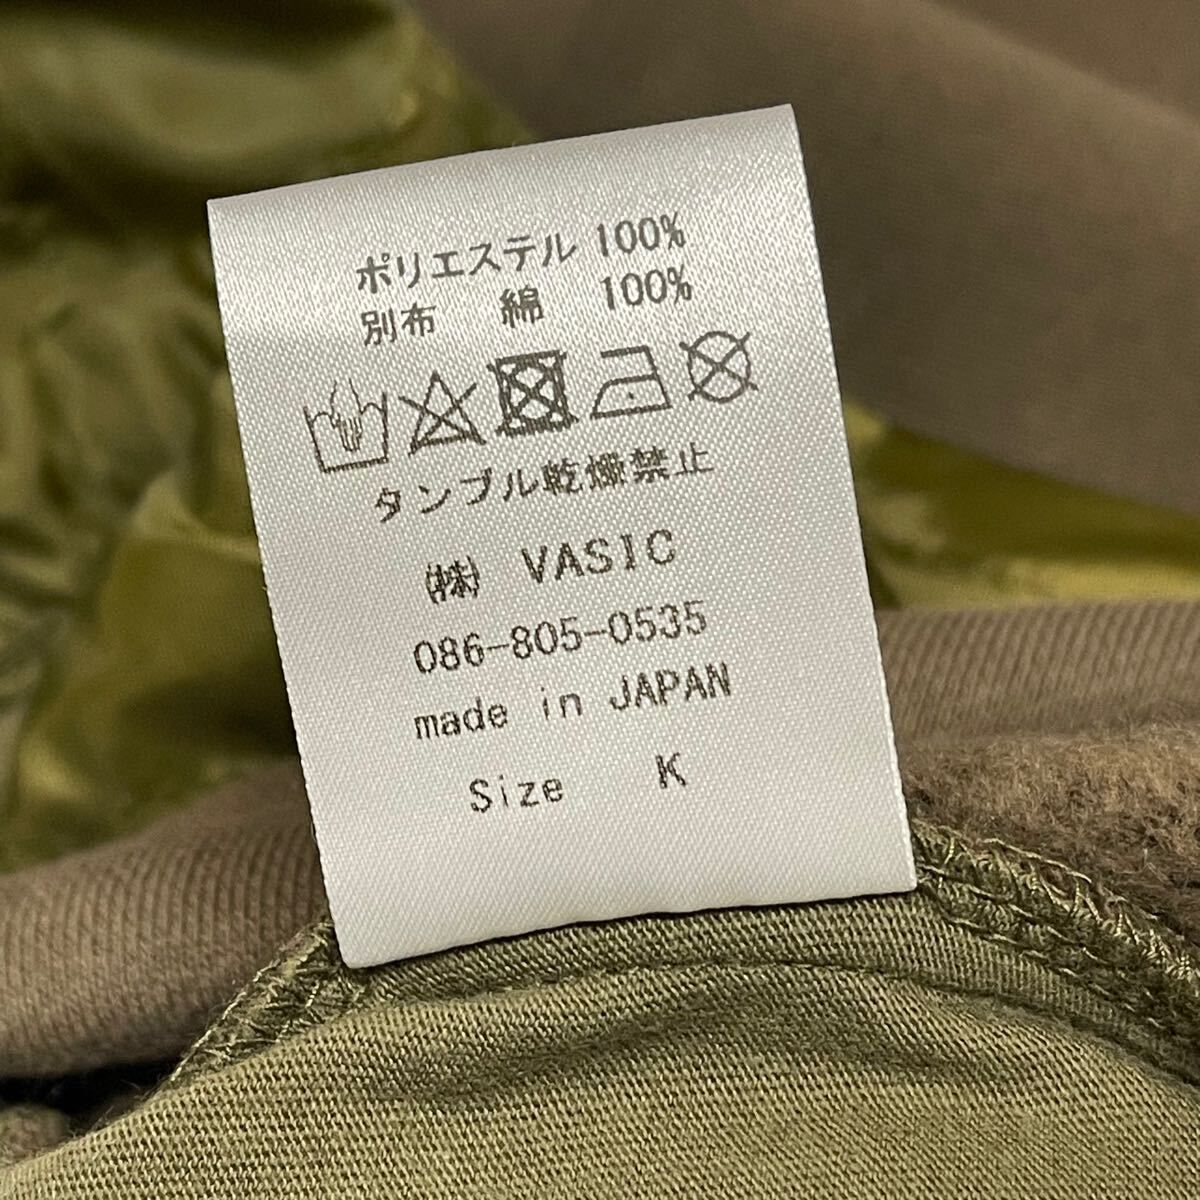 ポリエステル 100%
別布 綿 100%
タンブル乾燥禁止
㈱ VASIC
086-805-0535
made in JAPAN
Size K